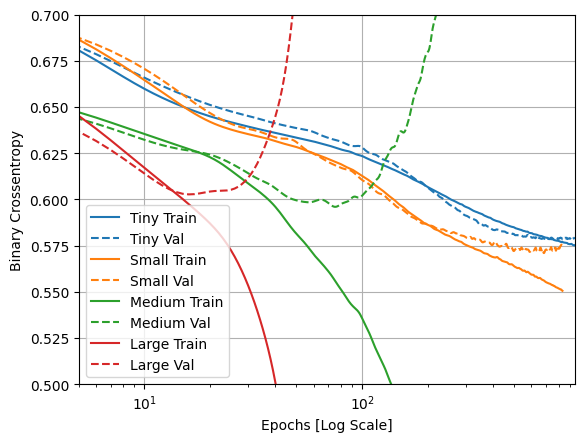 0.700
0.675
0.650
0.625
0.600
0.575
0.550
0.525
0.500
Binary Crossentropy
Tiny Train
Tiny Val
Small Train
Small Val
Medium Train
Medium Val
Large Train
Large Val
10¹
10²
Epochs [Log Scale]